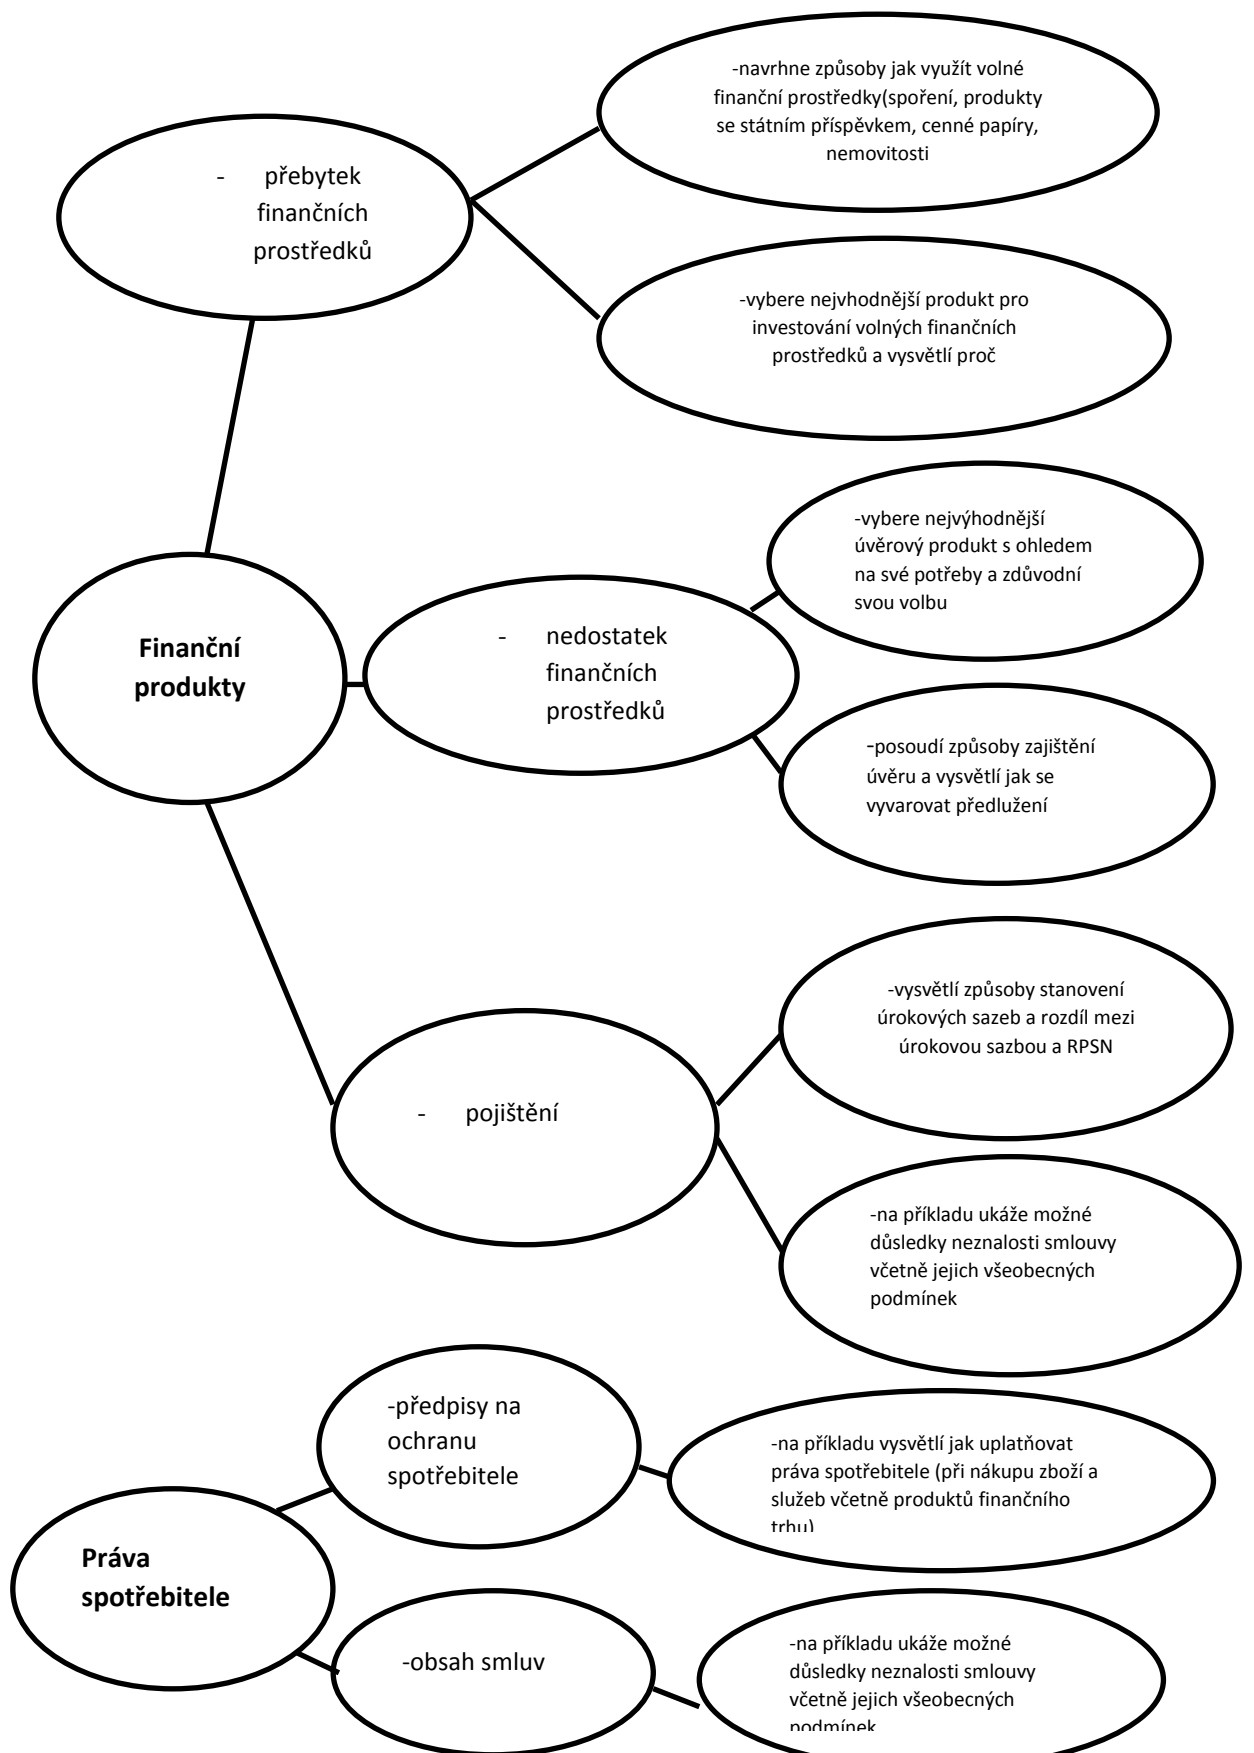 -navrhne způsoby jak využít volné
finanční prostředky(spoření, produkty
se státním příspěvkem, cenné papíry,
nemovitosti
- přebytek
finančních
prostředků
-vybere nejvhodnější produkt pro
investování volných finančních
prostředků a vysvětlí proč
-vybere nejvýhodnější
úvěrový produkt s ohledem
na své potřeby a zdůvodní
svou volbu
Finanční
produkty
- nedostatek
finančních
prostředků
-posoudí způsoby zajištění
úvěru a vysvětlí jak se
vyvarovat předlužení
-vysvětlí způsoby stanovení
úrokových sazeb a rozdíl mezi
úrokovou sazbou a RPSN
- pojištění
-na příkladu ukáže možné
důsledky neznalosti smlouvy
včetně jejich všeobecných
podmínek
-předpisy na
ochranu
spotřebitele
-na příkladu vysvětlí jak uplatňovat
práva spotřebitele (při nákupu zboží a
služeb včetně produktů finančního
trhu)
Práva
spotřebitele
-obsah smluv
-na příkladu ukáže možné
důsledky neznalosti smlouvy
včetně jejich všeobecných
podmínek